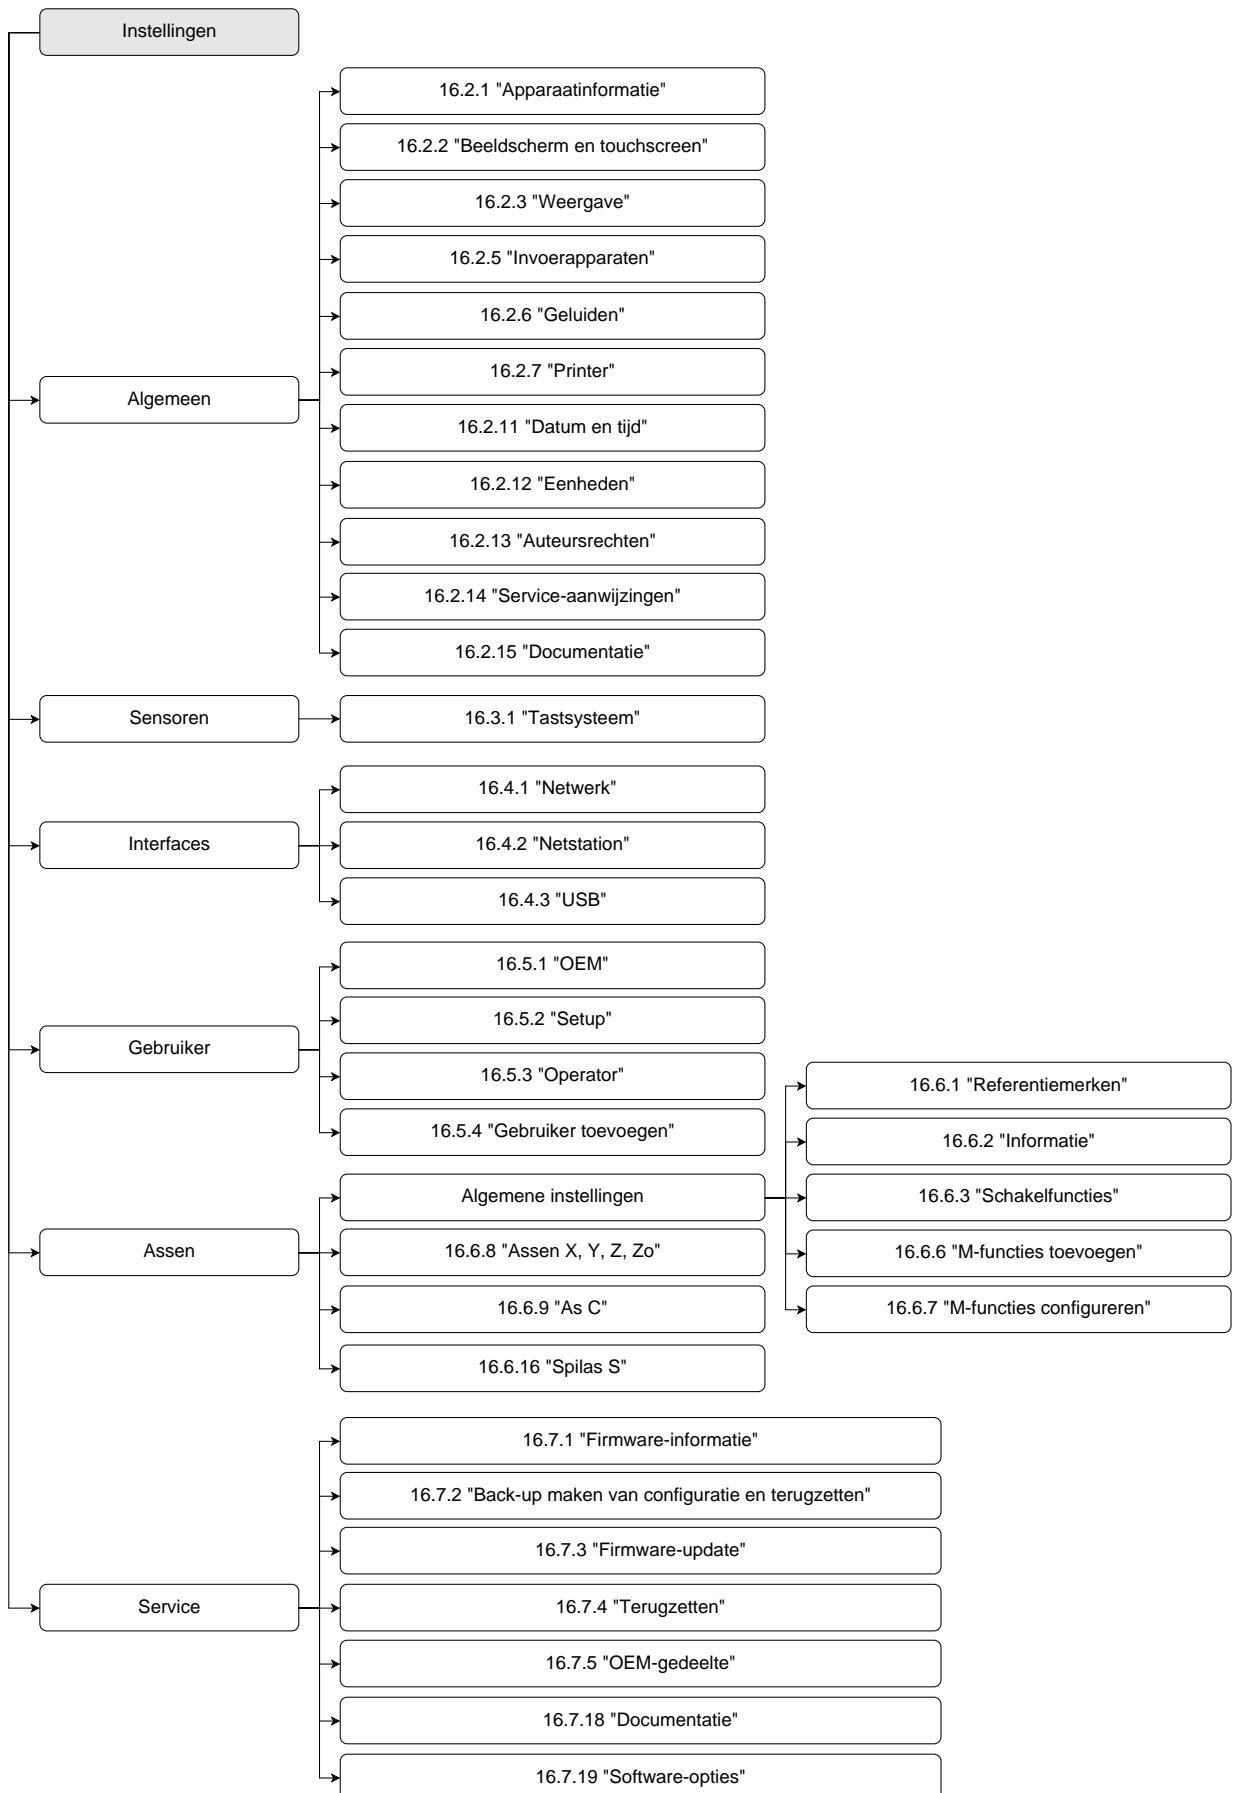 Instellingen
16.2.1 "Apparaatinformatie"
16.2.2 "Beeldscherm en touchscreen"
16.2.3 "Weergave"
16.2.5 "Invoerapparaten"
16.2.6 "Geluiden"
16.2.7 "Printer"
Algemeen
16.2.11 "Datum en tijd"
16.2.12 "Eenheden"
16.2.13 "Auteursrechten"
16.2.14 "Service-aanwijzingen"
16.2.15 "Documentatie"
Sensoren
16.3.1 "Tastsysteem"
16.4.1 "Netwerk"
Interfaces
16.4.2 "Netstation"
16.4.3 "USB"
16.5.1 "OEM"
16.5.2 "Setup"
Gebruiker
16.5.3 "Operator"
16.5.4 "Gebruiker toevoegen"
16.6.1 "Referentiemerken"
16.6.2 "Informatie"
Algemene instellingen
16.6.3 "Schakelfuncties"
Assen
16.6.8 "Assen X, Y, Z, Zo"
16.6.6 "M-functies toevoegen"
16.6.9 "As C"
16.6.7 "M-functies configureren"
16.6.16 "Spilas S"
16.7.1 "Firmware-informatie"
16.7.2 "Back-up maken van configuratie en terugzetten"
16.7.3 "Firmware-update"
Service
16.7.4 "Terugzetten"
16.7.5 "OEM-gedeelte"
16.7.18 "Documentatie"
16.7.19 "Software-opties"